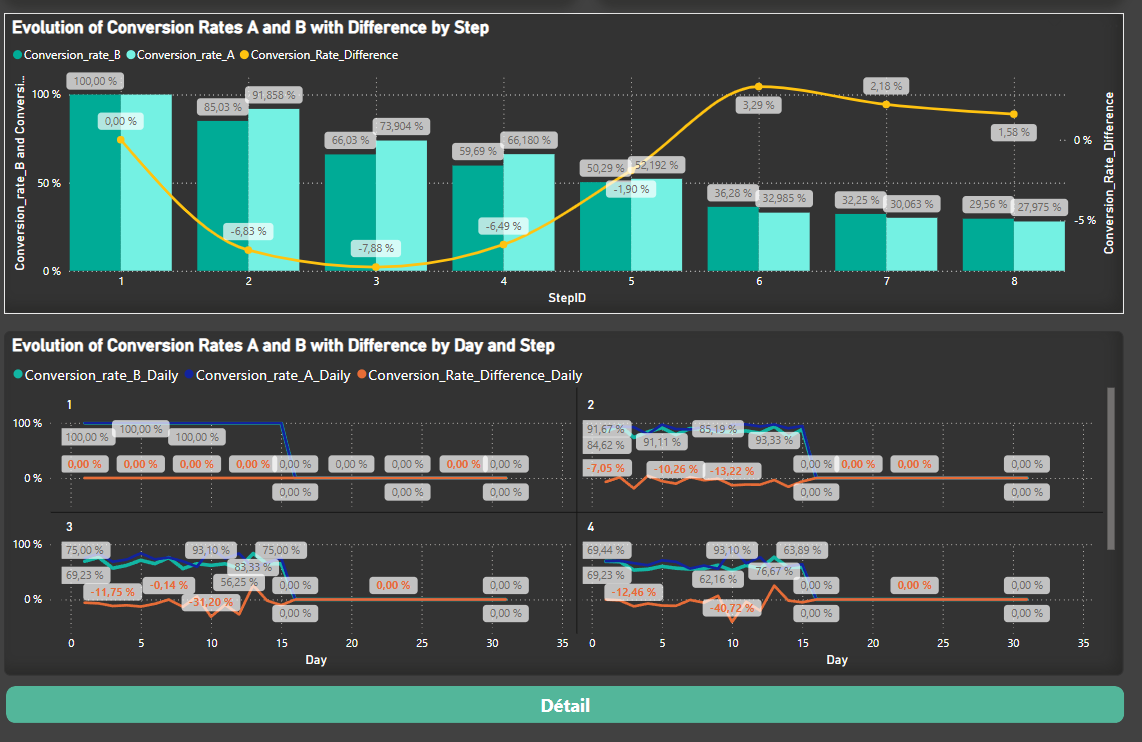 Evolution of Conversion Rates A and B with Difference by Step
Conversion_rate_B Conversion_rate_A Conversion_Rate_Difference
Conversion_rate_B and Conversi...
100 %
50 %
0 %
100,00 %
85,03 % 91,858 %
66,03 % 73,904 %
59,69 % 66,180 %
50,29 % 52,192 %
36,28 % 32,985 %
32,25 % 30,063 %
29,56 % 27,975 %
0,00 %
-6,83 %
-7,88 %
-6,49 %
-1,90 %
3,29 %
2,18 %
1,58 %
0 %
-5 %
Conversion_Rate_Difference
1 2 3 4 5 6 7 8
StepID
Evolution of Conversion Rates A and B with Difference by Day and Step
Conversion_rate_B_Daily Conversion_rate_A_Daily Conversion_Rate_Difference_Daily
1
100 %
0 %
100,00 % 100,00 % 100,00 %
0,00 % 0,00 % 0,00 % 0,00 % 0,00 % 0,00 % 0,00 % 0,00 % 0,00 %
0,00 % 0,00 % 0,00 %
2
91,67 % 85,19 %
84,62 % 91,11 % 93,33 %
-7,05 % -10,26 % -13,22 % 0,00 % 0,00 % 0,00 % 0,00 %
0,00 % 0,00 %
3
100 %
0 %
75,00 % 93,10 % 75,00 %
69,23 % 83,33 %
56,25 %
-11,75 % -0,14 % -31,20 % 0,00 % 0,00 % 0,00 %
0,00 % 0,00 %
0 5 10 15 20 25 30 35
Day
4
69,44 % 93,10 % 63,89 %
69,23 % 62,16 % 76,67 %
-12,46 % -40,72 % 0,00 % 0,00 % 0,00 %
0,00 % 0,00 %
0 5 10 15 20 25 30 35
Day
Détail